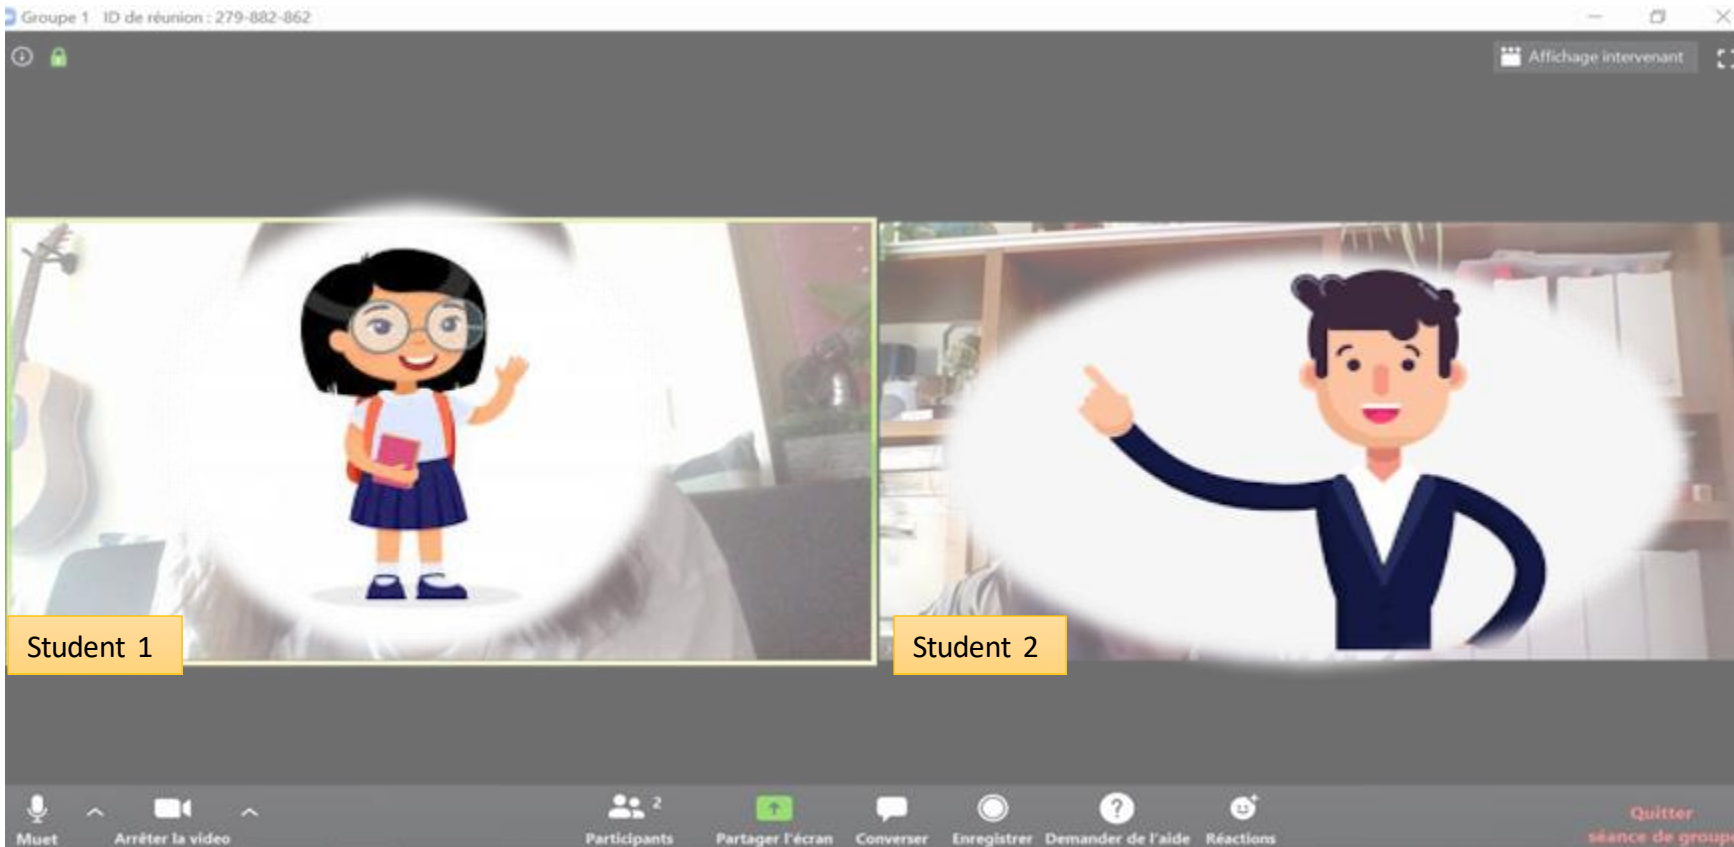 Groupe 1 ID de réunion : 279-882-862
Affichage intervenant
Student 1
Student 2
2
Muet
Arrêter la video
Participants
Partager l'écran
Converser
Enregistrer
Demander de l'aide
Réactions
Quitter
séance de groupe